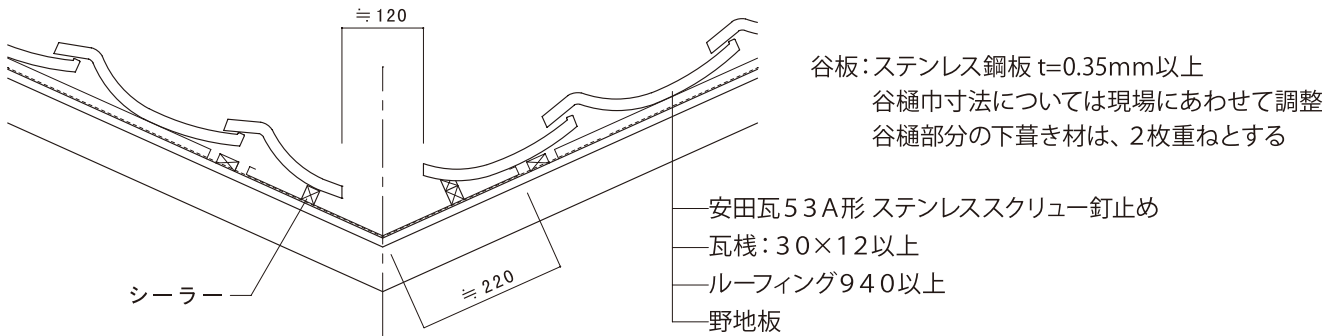 ≒120
谷板：ステンレス鋼板 t=0.35mm以上
谷樋巾寸法については現場にあわせて調整
谷樋部分の下葺き材は、２枚重ねとする
安田瓦５３Ａ形 ステンレススクリュー釘止め
瓦桟：３０×１２以上
ルーフィング９４０以上
野地板
シーラー
≒220